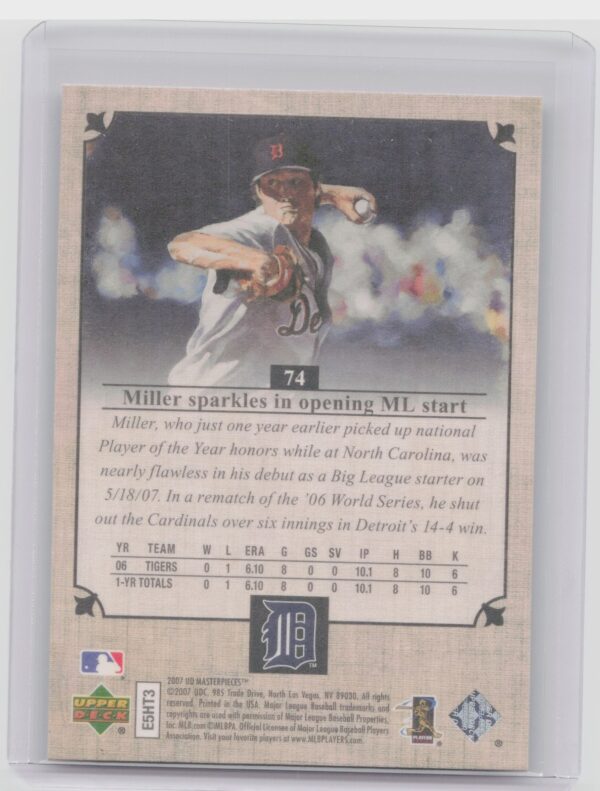 D
De
74
Miller sparkles in opening ML start
Miller, who just one year earlier picked up national
Player of the Year honors while at North Carolina, was
nearly flawless in his debut as a Big League starter on
5/18/07. In a rematch of the '06 World Series, he shut
out the Cardinals over six innings in Detroit's 14-4 win.
YR TEAM W L ERA G GS SV IP H BB K
06 TIGERS 0 1 6.10 8 0 0 10.1 8 10 6
1-YR TOTALS 0 1 6.10 8 0 0 10.1 8 10 6
D ™
UPPER
DECK ®
E5HT3
2007 UD MASTERPIECES™
©2007 UDC. 985 Trade Drive, North Las Vegas, NV 89030. All rights
reserved. Printed in the USA. Major League Baseball trademarks and
copyrights are used with permission of Major League Baseball Properties,
Inc. MLB.com ©MLBPA. Official Licensee of Major League Baseball Players
Association. Visit your favorite players at www.MLBPLAYERS.com.
PLAYERS
®